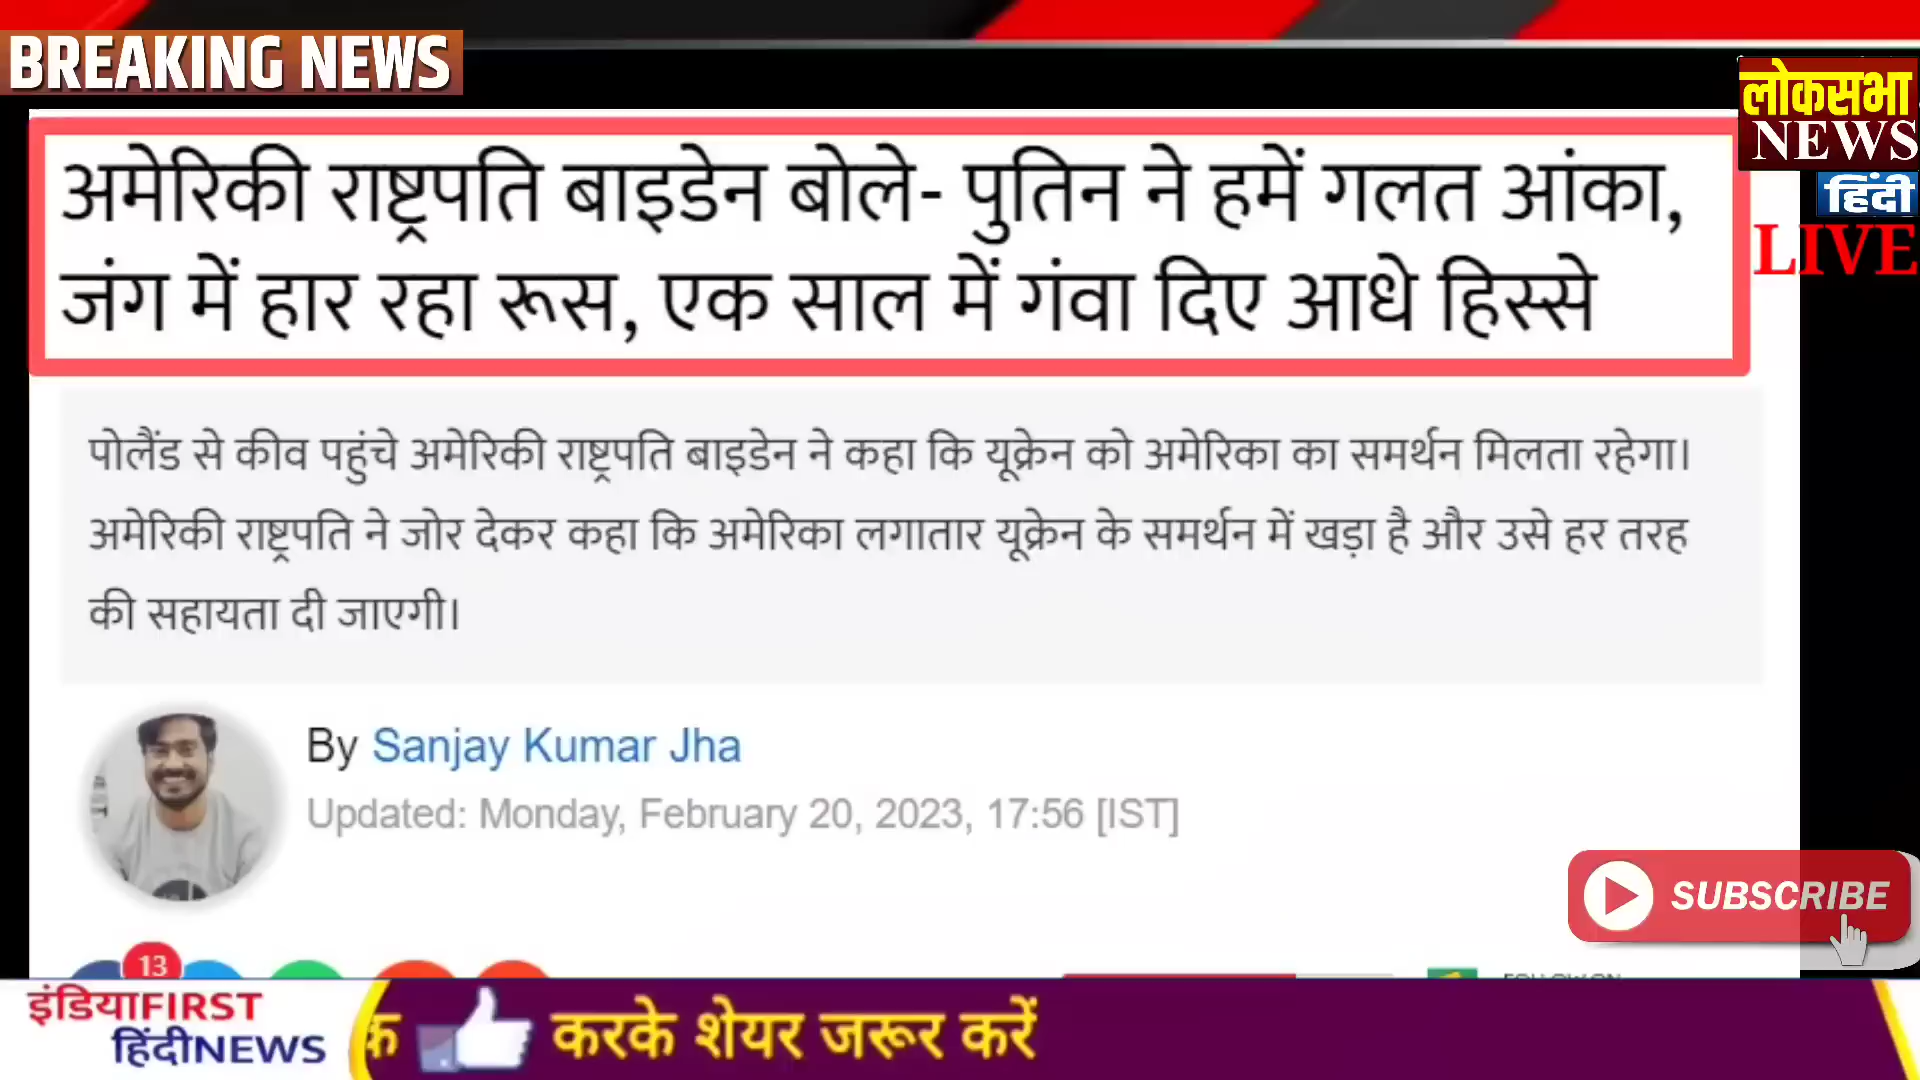 BREAKING NEWS
लोकसभा
NEWS
हिंदी
LIVE
अमेरिकी राष्ट्रपति बाइडेन बोले- पुतिन ने हमें गलत आंका,
जंग में हार रहा रूस, एक साल में गंवा दिए आधे हिस्से
पोलैंड से कीव पहुंचे अमेरिकी राष्ट्रपति बाइडेन ने कहा कि यूक्रेन को अमेरिका का समर्थन मिलता रहेगा।
अमेरिकी राष्ट्रपति ने जोर देकर कहा कि अमेरिका लगातार यूक्रेन के समर्थन में खड़ा है और उसे हर तरह
की सहायता दी जाएगी।
By Sanjay Kumar Jha
Updated: Monday, February 20, 2023, 17:56 [IST]
SUBSCRIBE
13
इंडियाFIRST
हिंदीNEWS
क करके शेयर जरूर करें